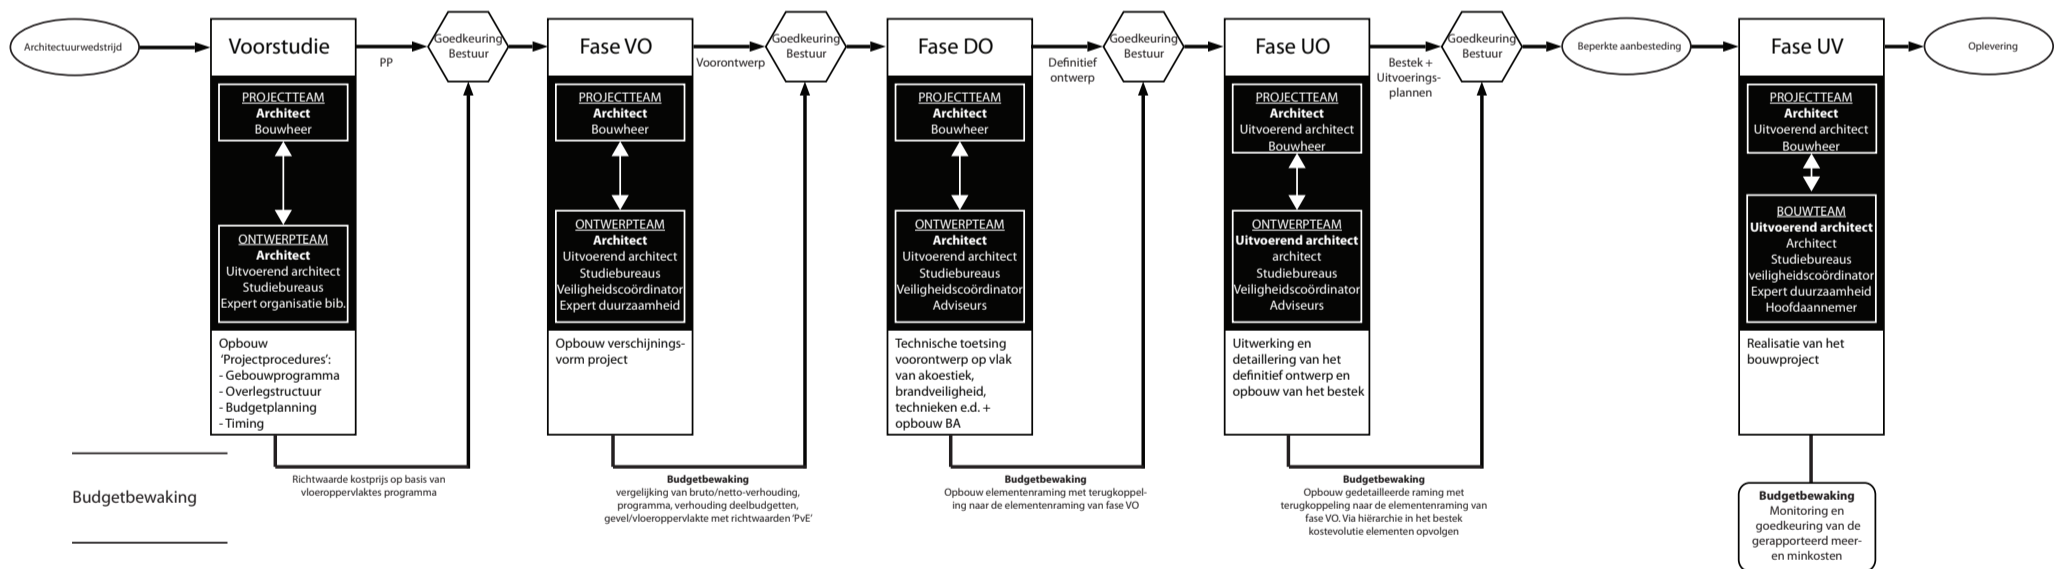 Architectuurwedstrijd
Voorstudie
PP
Goedkeuring
Bestuur
Fase VO
Voorontwerp
Goedkeuring
Bestuur
Fase DO
Definitief
ontwerp
Goedkeuring
Bestuur
Fase UO
Bestek +
Uitvoerings-
plannen
Goedkeuring
Bestuur
Beperkte aanbesteding
Fase UV
Oplevering
PROJECTTEAM
Architect
Bouwheer
ONTWERPTEAM
Architect
Uitvoerend architect
Studiebureaus
Expert organisatie bib.
Opbouw
‘Projectprocedures’:
- Gebouwprogramma
- Overlegstructuur
- Budgetplanning
- Timing
PROJECTTEAM
Architect
Bouwheer
ONTWERPTEAM
Architect
Uitvoerend architect
Studiebureaus
Veiligheidscoördinator
Expert duurzaamheid
Opbouw verschijnings-
vorm project
PROJECTTEAM
Architect
Bouwheer
ONTWERPTEAM
Architect
Uitvoerend architect
Studiebureaus
Veiligheidscoördinator
Adviseurs
Technische toetsing
voorontwerp op vlak
van akoestiek,
brandveiligheid,
technieken e.d. +
opbouw BA
PROJECTTEAM
Architect
Uitvoerend architect
Bouwheer
ONTWERPTEAM
Uitvoerend architect
architect
Studiebureaus
Veiligheidscoördinator
Adviseurs
Uitwerking en
detaillering van het
definitief ontwerp en
opbouw van het bestek
PROJECTTEAM
Architect
Uitvoerend architect
Bouwheer
BOUWTEAM
Uitvoerend architect
Architect
Studiebureaus
veiligheidscoördinator
Expert duurzaamheid
Hoofdaannemer
Realisatie van het
bouwproject
Budgetbewaking
Richtwaarde kostprijs op basis van
vloeroppervlaktes programma
Budgetbewaking
vergelijking van bruto/netto-verhouding,
programma, verhouding deelbudgetten,
gevel/vloeroppervlakte met richtwaarden ‘PvE’
Budgetbewaking
Opbouw elementenraming met terugkoppel-
ing naar de elementenraming van fase VO
Budgetbewaking
Opbouw gedetailleerde raming met
terugkoppeling naar de elementenraming van
fase VO. Via hiërarchie in het bestek
kostevolutie elementen opvolgen
Budgetbewaking
Monitoring en
goedkeuring van de
gerapporteerd meer-
en minkosten